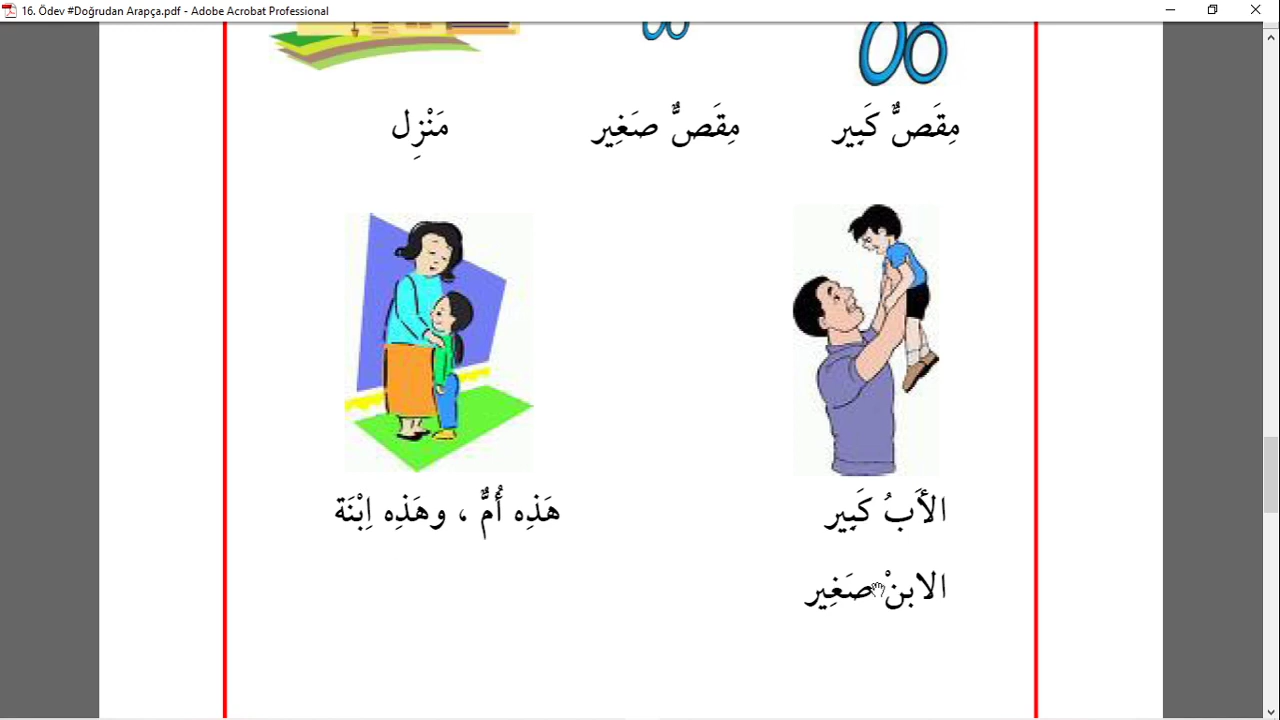 16. Ödev #Doğrudan Arapça.pdf - Adobe Acrobat Professional
مِقَصٌّ كَبِير
مِقَصٌّ صَغِير
مَنْزِل
الأَبُ كَبِير
الابنْ صَغِير
هَذِه أُمٌّ ، وهَذِه اِبْنَة